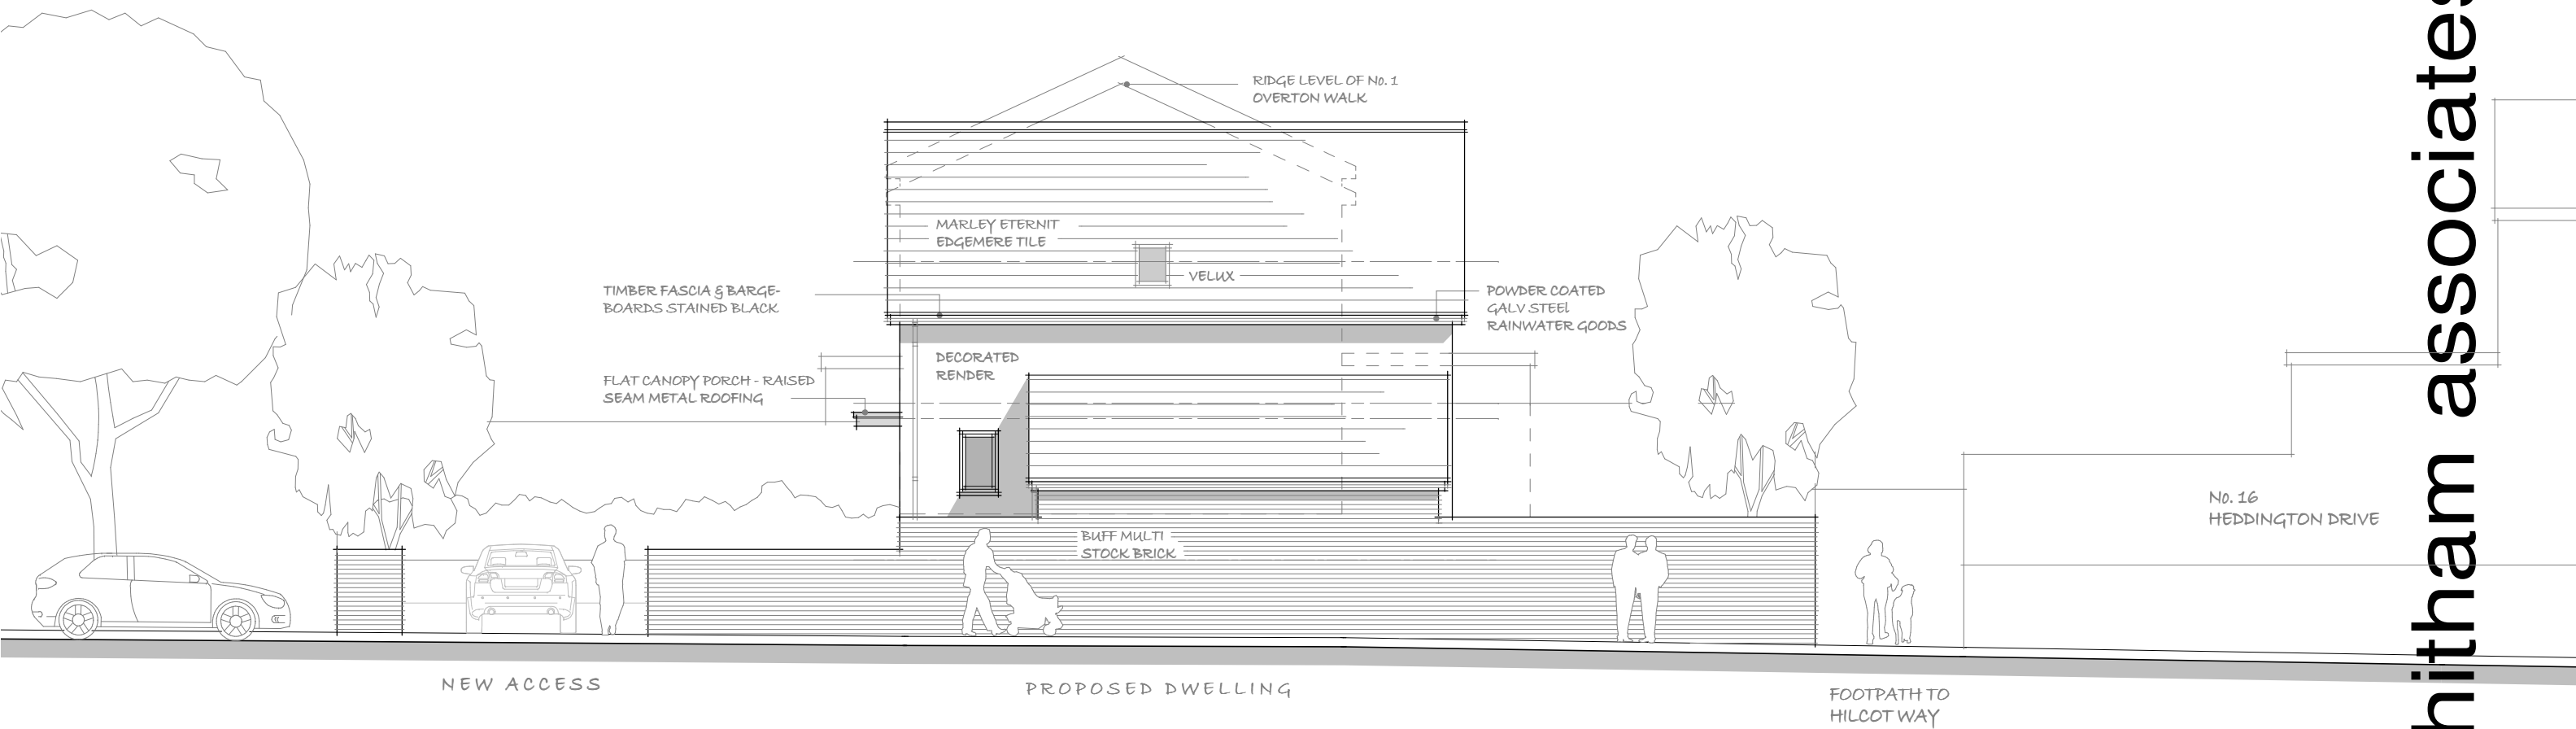 RIDGE LEVEL OF No. 1
OVERTON WALK
MARLEY ETERNIT
EDGEMERE TILE
VELUX
TIMBER FASCIA & BARGE-
BOARDS STAINED BLACK
POWDER COATED
GALV STEEl
RAINWATER GOODS
DECORATED
RENDER
FLAT CANOPY PORCH - RAISED
SEAM METAL ROOFING
BUFF MULTI
STOCK BRICK
No. 16
HEDDINGTON DRIVE
NEW ACCESS
PROPOSED DWELLING
FOOTPATH TO
HILCOT WAY
hitham associates